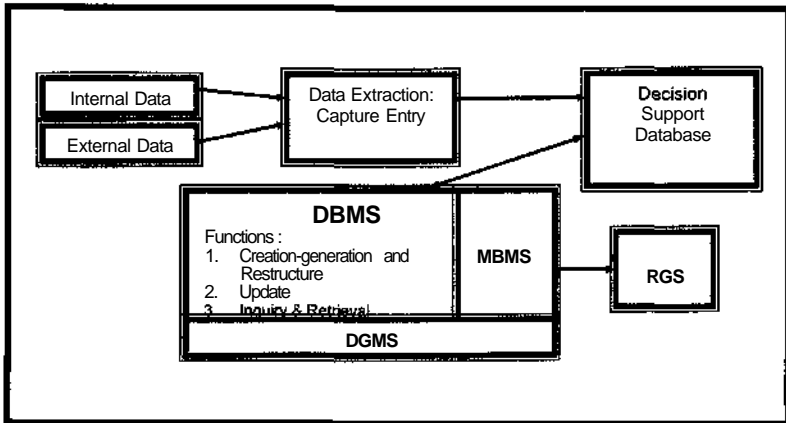 Internal Data
External Data
Data Extraction:
Capture Entry
Decision
Support
Database
DBMS
Functions :
1. Creation-generation and
Restructure
2. Update
3. Inquiry & Retrieval
MBMS
RGS
DGMS